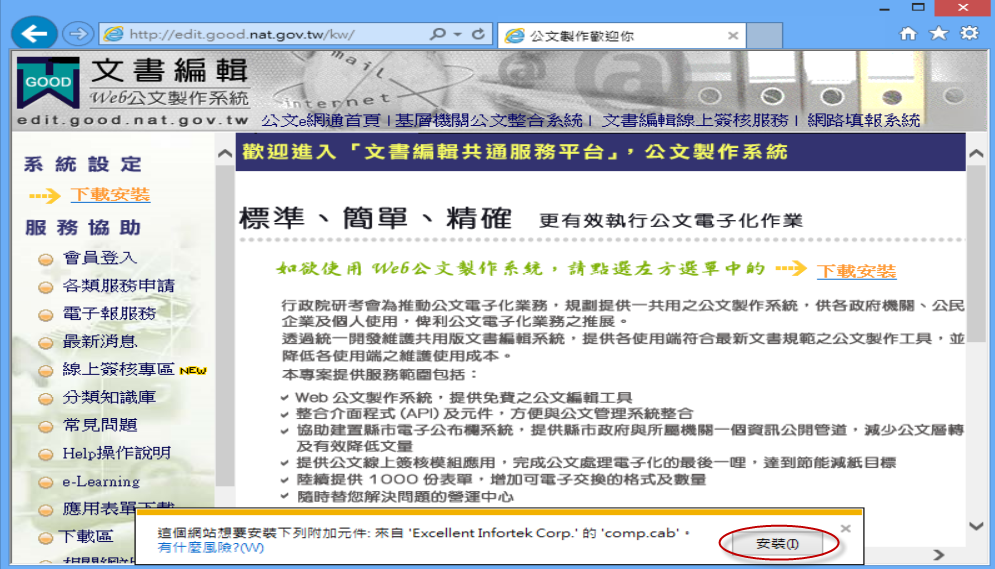 http://edit.good.nat.gov.tw/kw/
公文製作歡迎你
GOOD
文書編輯
Web公文製作系統
edit.good.nat.gov.tw
mail
internet
公文e網通首頁 | 基層機關公文整合系統 | 文書編輯線上簽核服務 | 網路填報系統
系統設定
下載安裝
服務協助
會員登入
各類服務申請
電子報服務
最新消息
線上簽核專區 NEW
分類知識庫
常見問題
Help操作說明
e-Learning
應用表單下載
下載區
歡迎進入「文書編輯共通服務平台」，公文製作系統
標準、簡單、精確 更有效執行公文電子化作業
如欲使用 Web公文製作系統，請點選左方選單中的 下載安裝
行政院研考會為推動公文電子化業務，規劃提供一共用之公文製作系統，供各政府機關、公民
企業及個人使用，俾利公文電子化業務之推展。
透過統一開發維護共用版文書編輯系統，提供各使用端符合最新文書規範之公文製作工具，並
降低各使用端之維護使用成本。
本專案提供服務範圍包括：
Web 公文製作系統，提供免費之公文編輯工具
整合介面程式 (API) 及元件，方便與公文管理系統整合
協助建置縣市電子公布欄系統，提供縣市政府與所屬機關一個資訊公開管道，減少公文層轉
及有效降低文量
提供公文線上簽核模組應用，完成公文處理電子化的最後一哩，達到節能減紙目標
陸續提供 1000 份表單，增加可電子交換的格式及數量
隨時替您解決問題的營運中心
這個網站想要安裝下列附加元件: 來自 'Excellent Infortek Corp.' 的 'comp.cab'。
有什麼風險?(W)
安裝(I)